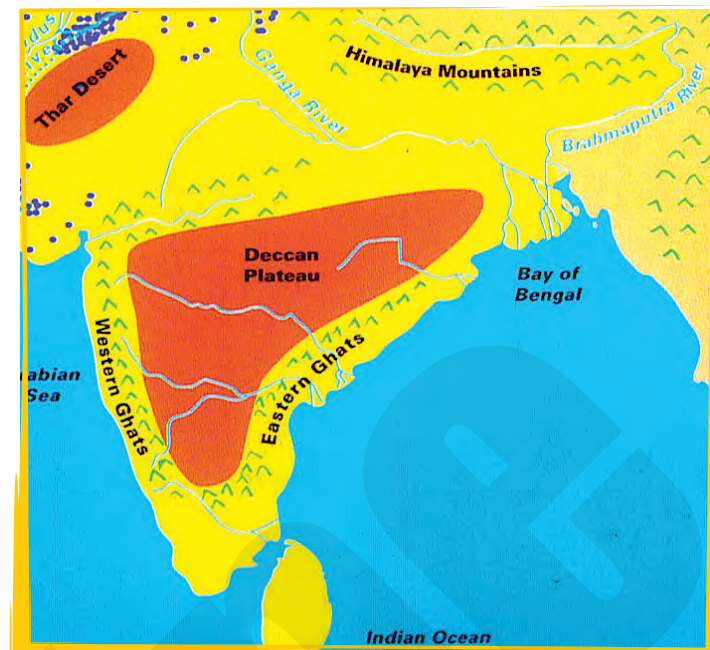 Himalaya Mountains
Thar Desert
Ganga River
Brahmaputra River
Deccan
Plateau
Bay of
Bengal
Western Ghats
Eastern Ghats
Sea
Indian Ocean